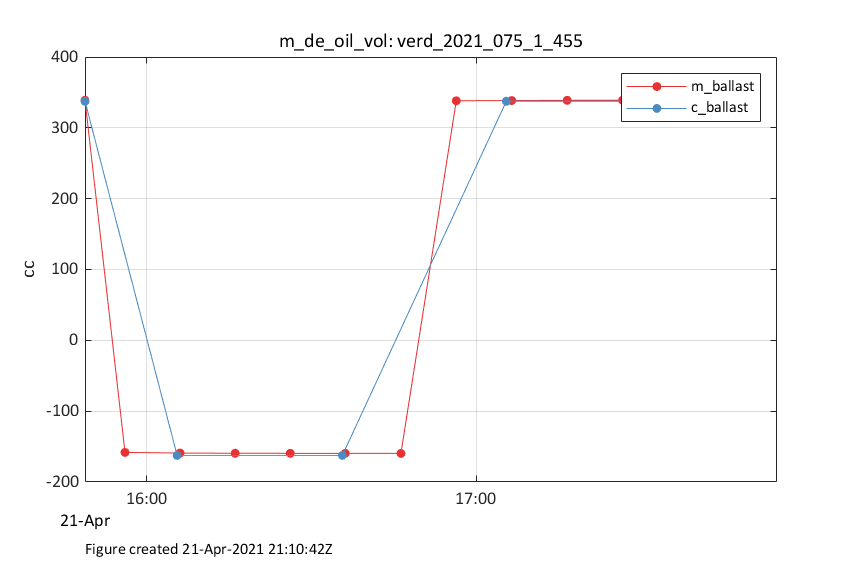 m_de_oil_vol: verd_2021_075_1_455
400
300
200
100
0
-100
-200
cc
m_ballast
c_ballast
16:00
17:00
21-Apr
Figure created 21-Apr-2021 21:10:42Z